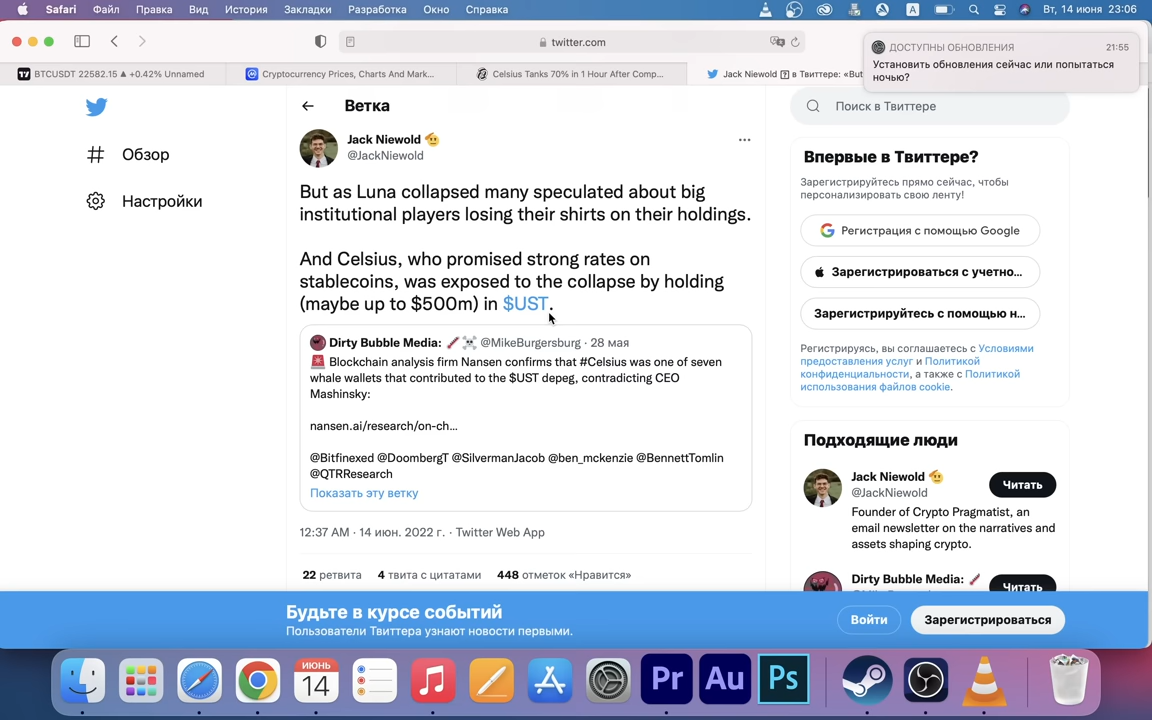 Safari Файл Правка Вид История Закладки Разработка Окно Справка
A
Вт, 14 июня 23:06
twitter.com
BTCUSDT 22582.15 ▲ +0.42% Unnamed
Cryptocurrency Prices, Charts And Mark...
Celsius Tanks 70% in 1 Hour After Comp...
Jack Niewold 🫡 в Твиттере: «But
ДОСТУПНЫ ОБНОВЛЕНИЯ 21:55
Установить обновления сейчас или попытаться
ночью?
Обзор
Настройки
Ветка
Jack Niewold 🫡
@JackNiewold
But as Luna collapsed many speculated about big
institutional players losing their shirts on their holdings.
And Celsius, who promised strong rates on
stablecoins, was exposed to the collapse by holding
(maybe up to $500m) in $UST.
Dirty Bubble Media: 🌶️☠️ @MikeBurgersburg · 28 мая
🚨 Blockchain analysis firm Nansen confirms that #Celsius was one of seven
whale wallets that contributed to the $UST depeg, contradicting CEO
Mashinsky:
nansen.ai/research/on-ch...
@Bitfinexed @DoombergT @SilvermanJacob @ben_mckenzie @BennettTomlin
@QTRResearch
Показать эту ветку
12:37 AM · 14 июн. 2022 г. · Twitter Web App
22 ретвита 4 твита с цитатами 448 отметок «Нравится»
Поиск в Твиттере
Впервые в Твиттере?
Зарегистрируйтесь прямо сейчас, чтобы
персонализировать свою ленту!
Регистрация с помощью Google
Зарегистрироваться с учетно...
Зарегистрируйтесь с помощью н...
Регистрируясь, вы соглашаетесь с Условиями
предоставления услуг и Политикой
конфиденциальности, а также с Политикой
использования файлов cookie.
Подходящие люди
Jack Niewold 🫡
@JackNiewold
Читать
Founder of Crypto Pragmatist, an
email newsletter on the narratives and
assets shaping crypto.
Dirty Bubble Media:
Читать
Будьте в курсе событий
Пользователи Твиттера узнают новости первыми.
Войти
Зарегистрироваться
ИЮНЬ
14
Pr
Au
Ps